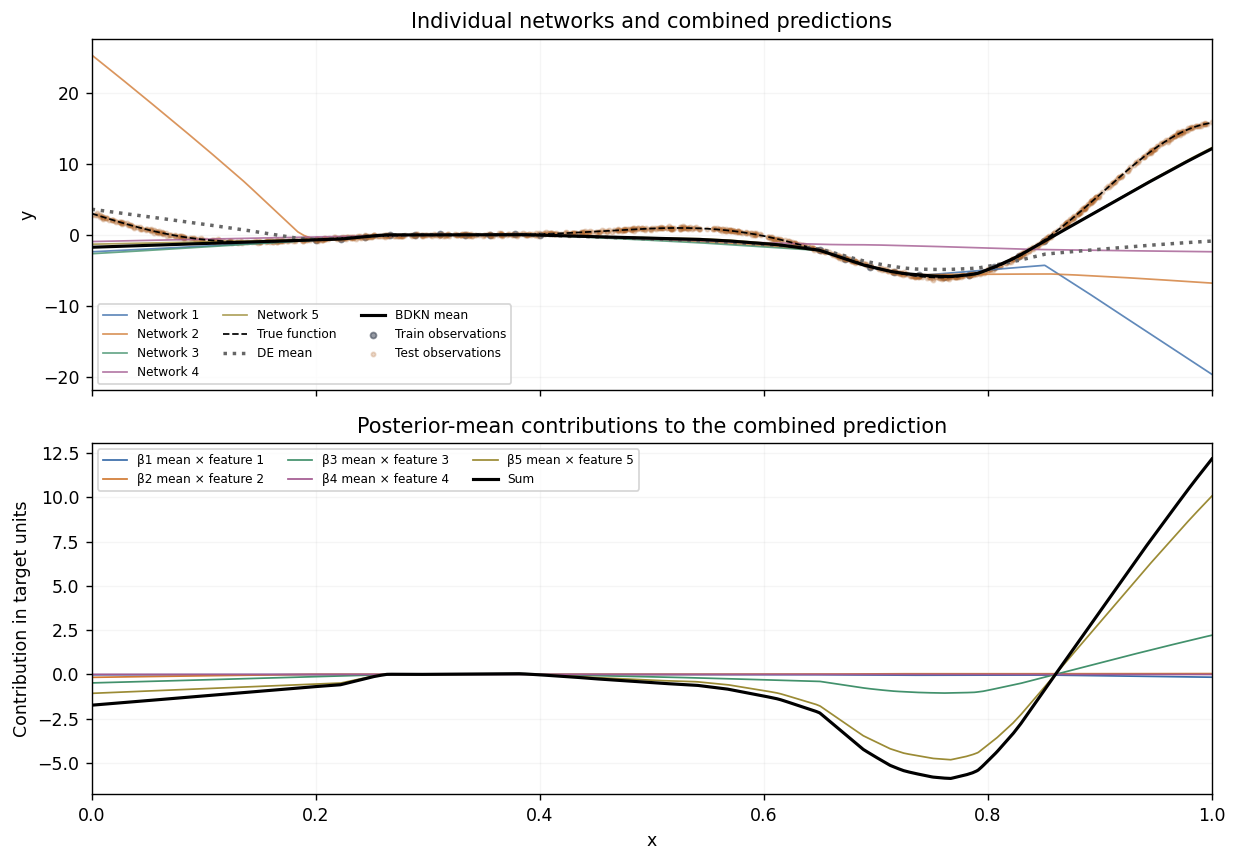 Individual networks and combined predictions
20
10
0
−10
−20
y
Network 1
Network 2
Network 3
Network 4
Network 5
True function
DE mean
BDKN mean
Train observations
Test observations
Posterior-mean contributions to the combined prediction
12.5
10.0
7.5
5.0
2.5
0.0
−2.5
−5.0
Contribution in target units
β1 mean × feature 1
β2 mean × feature 2
β3 mean × feature 3
β4 mean × feature 4
β5 mean × feature 5
Sum
0.0 0.2 0.4 0.6 0.8 1.0
x